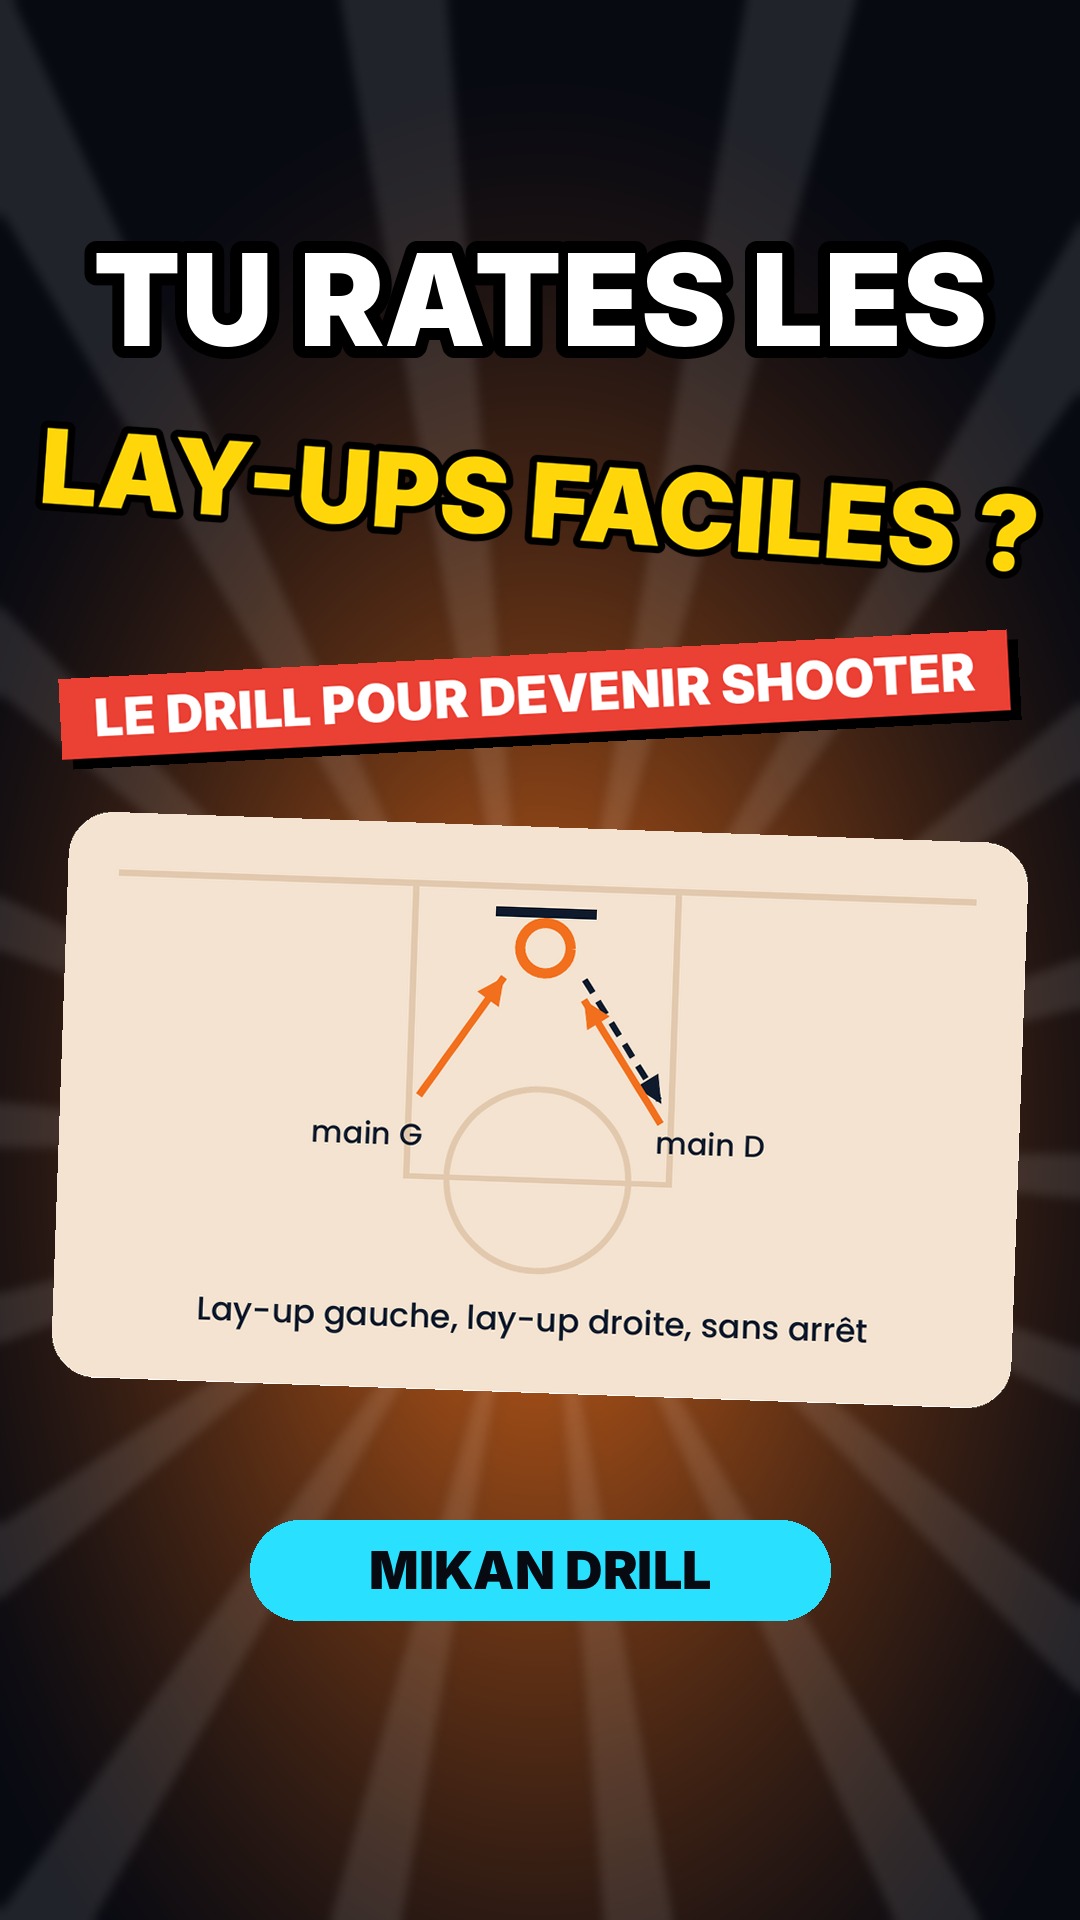 TU RATES LES
LAY-UPS FACILES ?
LE DRILL POUR DEVENIR SHOOTER
main G
main D
Lay-up gauche, lay-up droite, sans arrêt
MIKAN DRILL